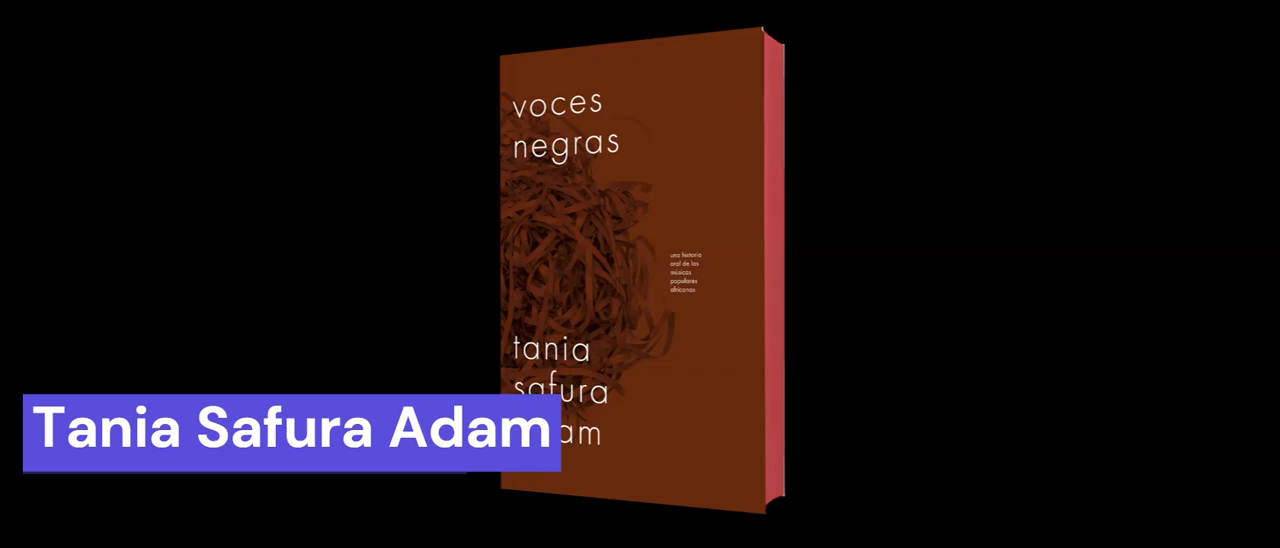 voces
negras
una historia
oral de las
músicas
populares
africanas
tania
safura
am
Tania Safura Adam